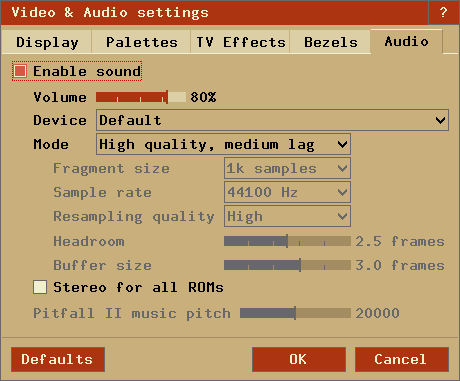 Video & Audio settings ?
Display Palettes TV Effects Bezels Audio
Enable sound
Volume 80%
Device Default
Mode High quality, medium lag
Fragment size 1k samples
Sample rate 44100 Hz
Resampling quality High
Headroom 2.5 frames
Buffer size 3.0 frames
Stereo for all ROMs
Pitfall II music pitch 20000
Defaults OK Cancel